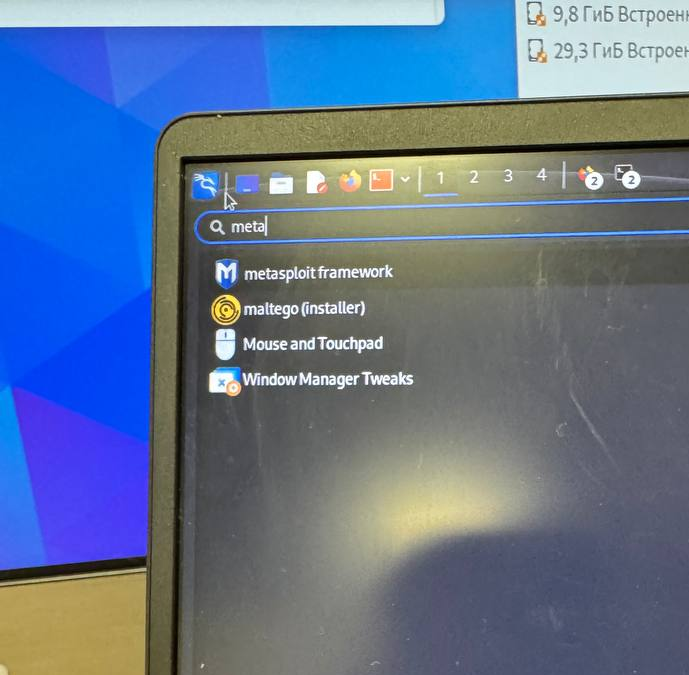 9,8 ГиБ Встроен
29,3 ГиБ Встроен
1 2 3 4 2 2
meta
metasploit framework
maltego (installer)
Mouse and Touchpad
Window Manager Tweaks